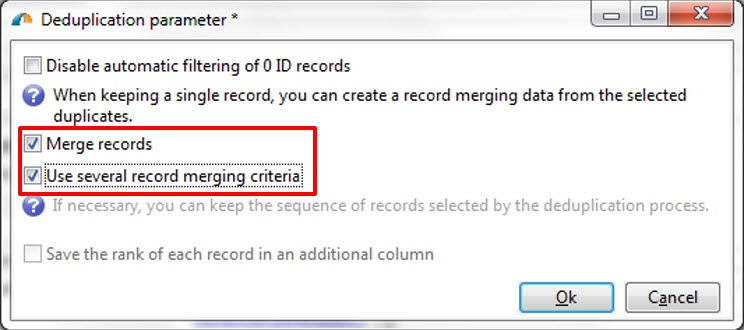 Deduplication parameter *
Disable automatic filtering of 0 ID records
When keeping a single record, you can create a record merging data from the selected
duplicates.
Merge records
Use several record merging criteria
If necessary, you can keep the sequence of records selected by the deduplication process.
Save the rank of each record in an additional column
Ok Cancel